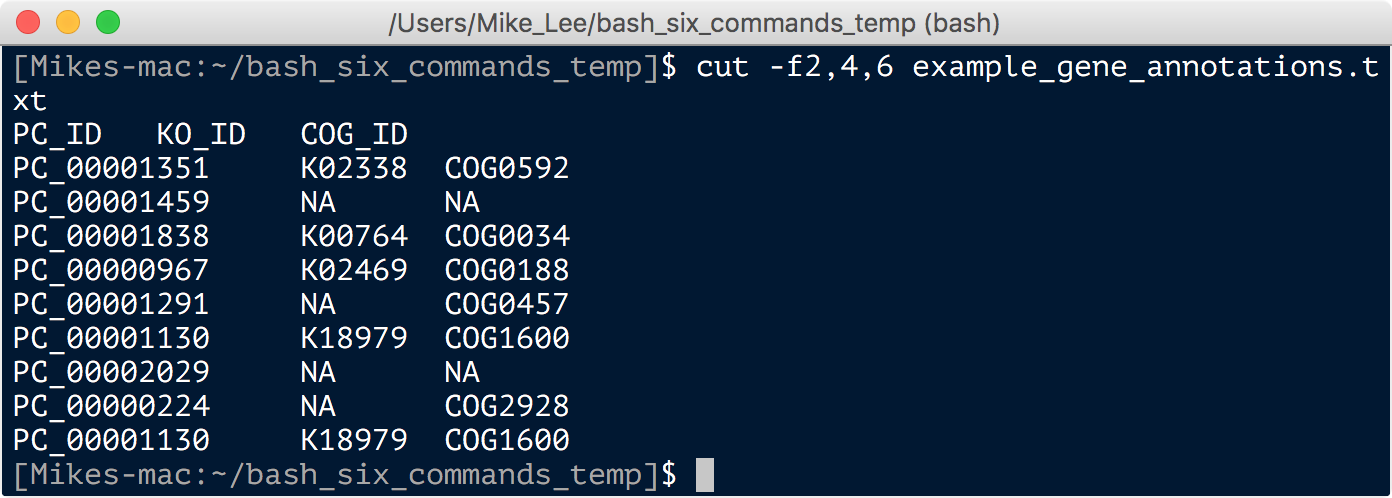 /Users/Mike_Lee/bash_six_commands_temp (bash)
[Mikes-mac:~/bash_six_commands_temp]$ cut -f2,4,6 example_gene_annotations.t
xt
PC_ID   KO_ID   COG_ID
PC_00001351     K02338  COG0592
PC_00001459     NA      NA
PC_00001838     K00764  COG0034
PC_00000967     K02469  COG0188
PC_00001291     NA      COG0457
PC_00001130     K18979  COG1600
PC_00002029     NA      NA
PC_00000224     NA      COG2928
PC_00001130     K18979  COG1600
[Mikes-mac:~/bash_six_commands_temp]$